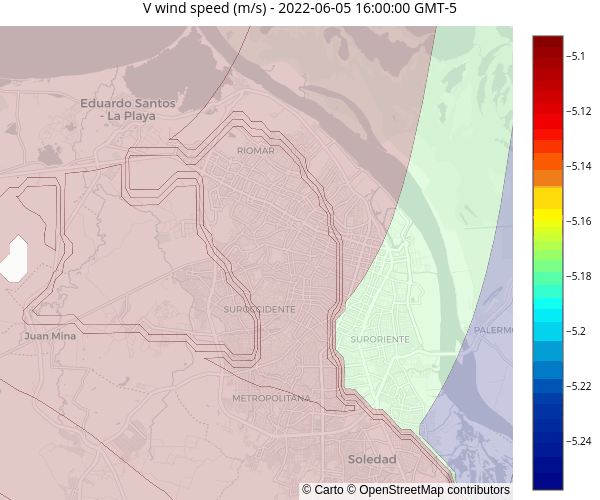 V wind speed (m/s) - 2022-06-05 16:00:00 GMT-5
Eduardo Santos
- La Playa
RIOMAR
SUROCCIDENTE
Juan Mina
SURORIENTE
PALERMO
METROPOLITANA
Soledad
−5.1
−5.12
−5.14
−5.16
−5.18
−5.2
−5.22
−5.24
© Carto © OpenStreetMap contributors